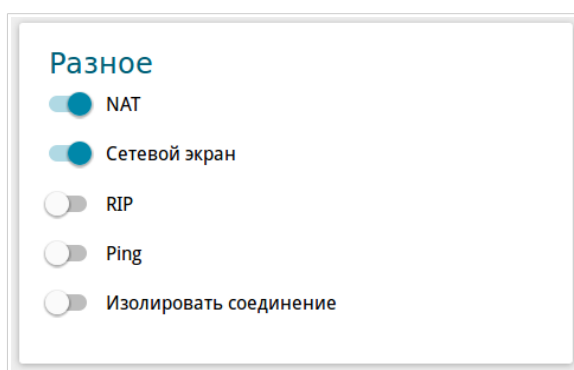 Разное
NAT
Сетевой экран
RIP
Ping
Изолировать соединение